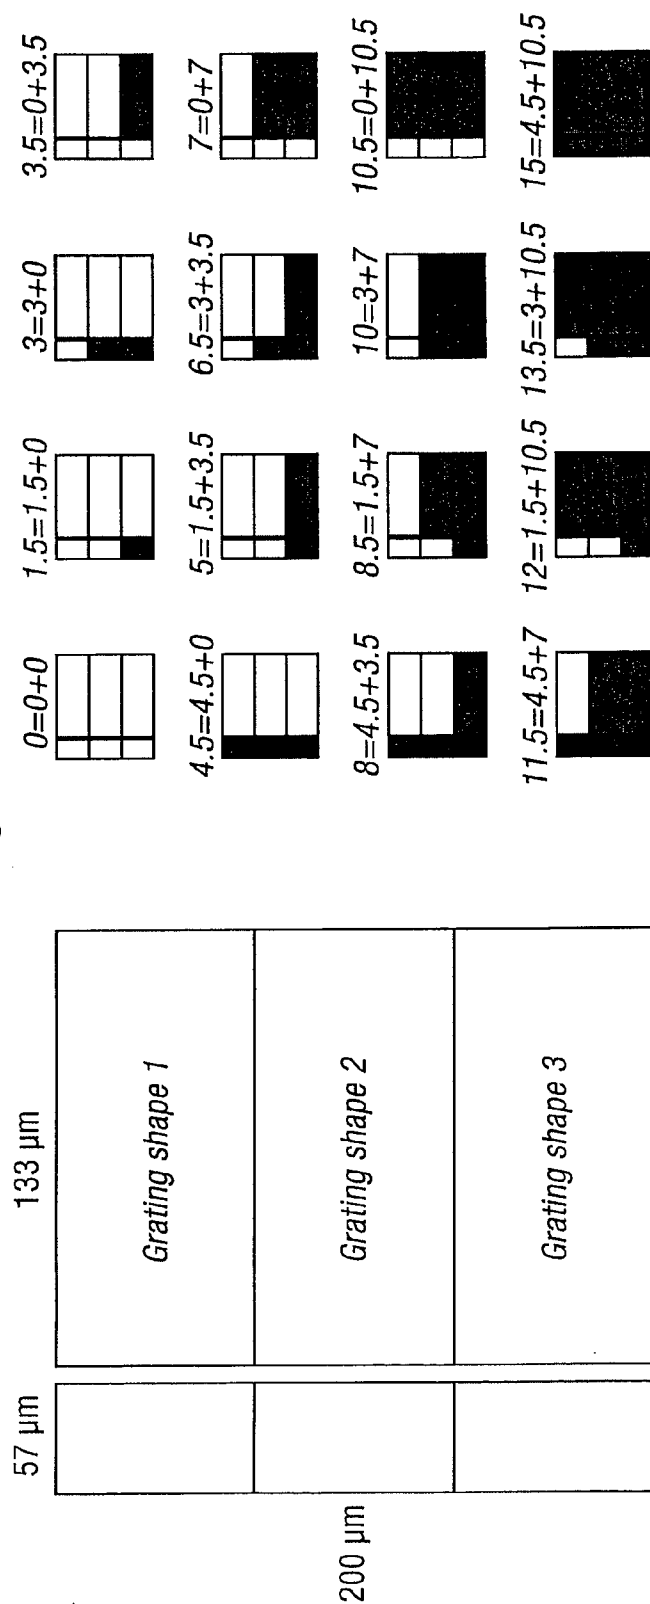 57 µm
133 µm
200 µm
Grating shape 1
Grating shape 2
Grating shape 3
0=0+0
1.5=1.5+0
3=3+0
3.5=0+3.5
4.5=4.5+0
5=1.5+3.5
6.5=3+3.5
7=0+7
8=4.5+3.5
8.5=1.5+7
10=3+7
10.5=0+10.5
11.5=4.5+7
12=1.5+10.5
13.5=3+10.5
15=4.5+10.5